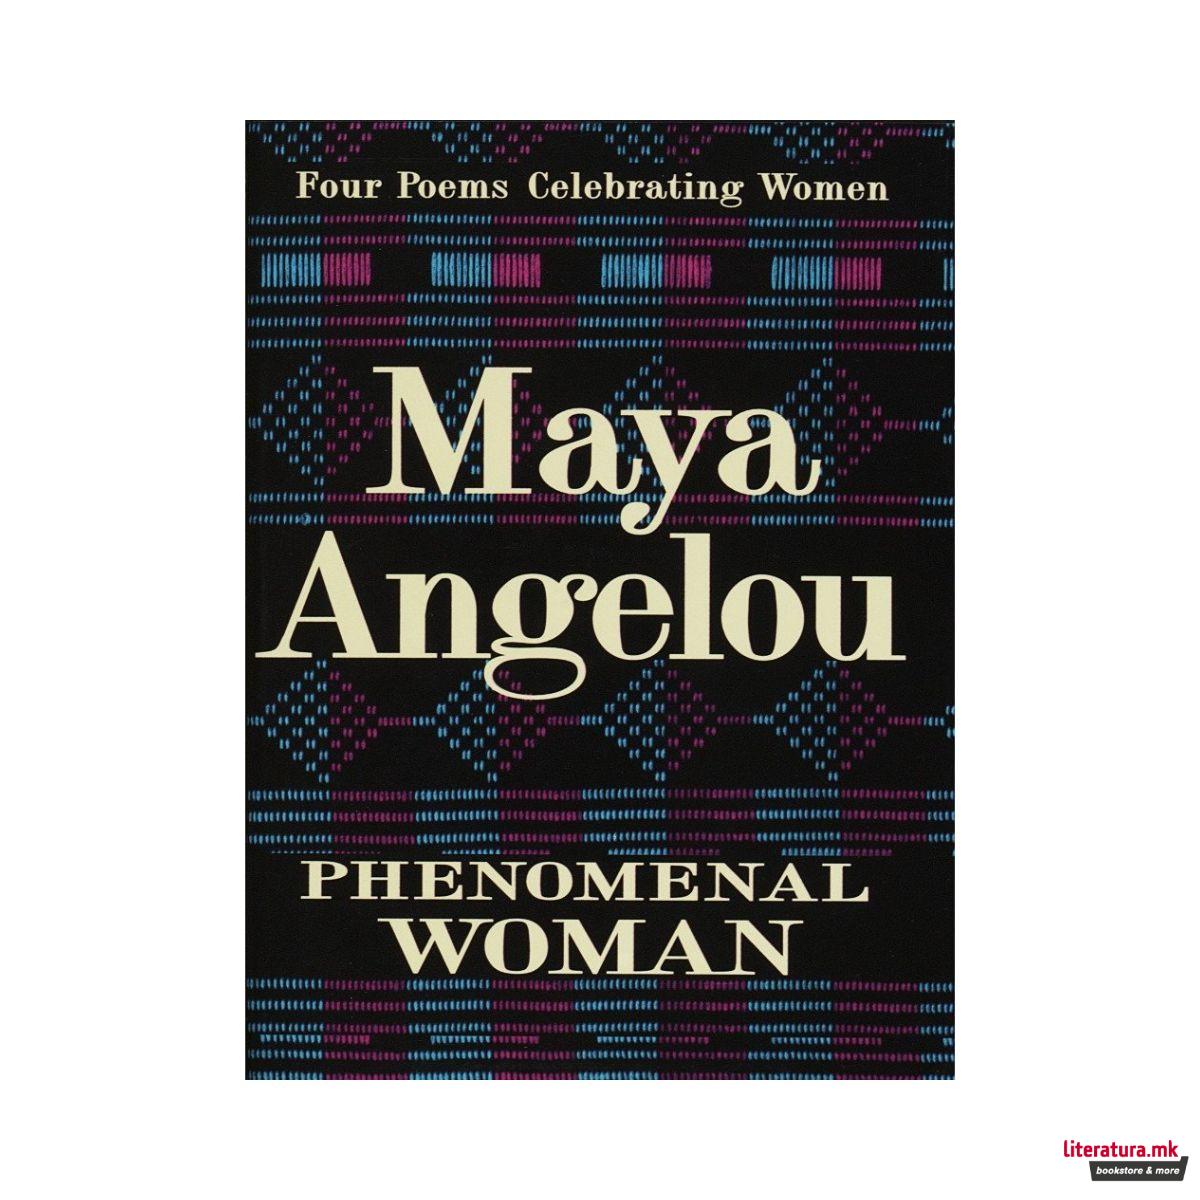 Four Poems Celebrating Women
Maya
Angelou
PHENOMENAL
WOMAN
literatura.mk
bookstore & more